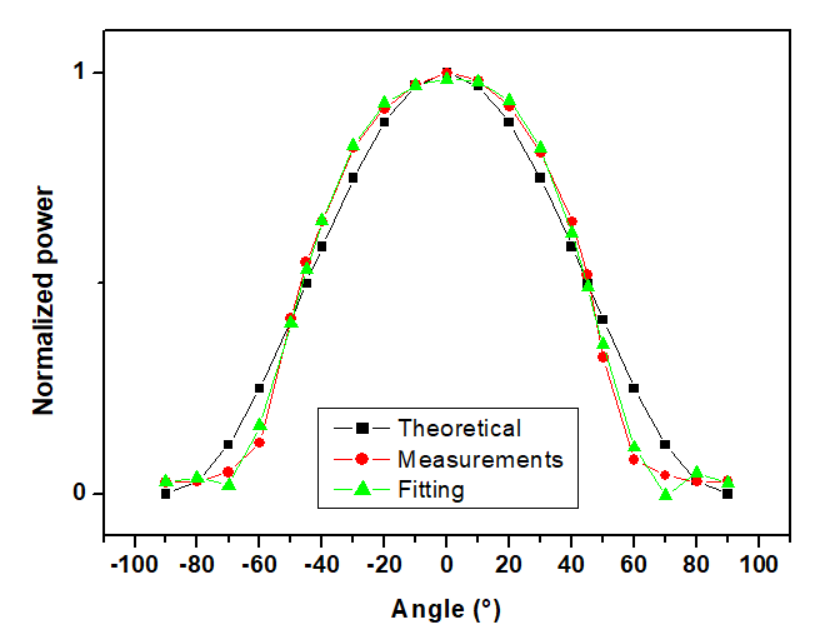 1
0
Normalized power
Theoretical
Measurements
Fitting
-100 -80 -60 -40 -20 0 20 40 60 80 100
Angle (°)